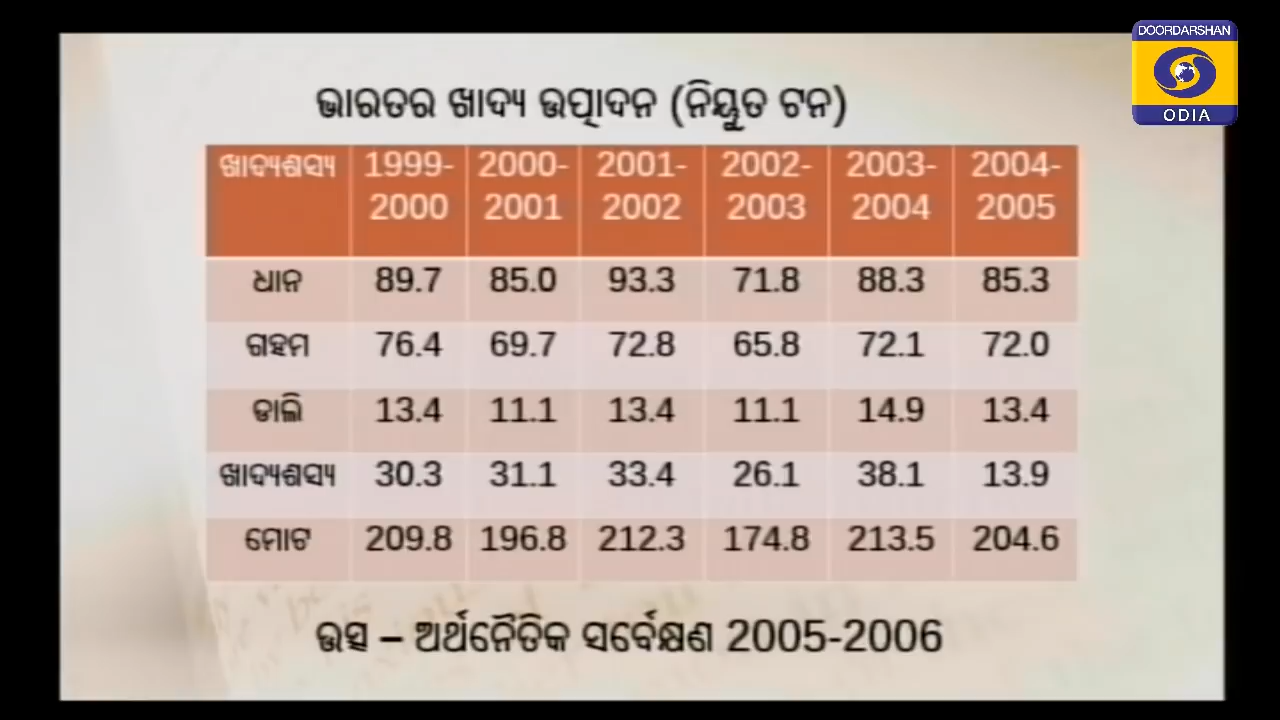 DOORDARSHAN
ODIA
ଭାରତର ଖାଦ୍ୟ ଉତ୍ପାଦନ (ନିୟୁତ ଟନ)
ଖାଦ୍ୟଶସ୍ୟ 1999-2000 2000-2001 2001-2002 2002-2003 2003-2004 2004-2005
ଧାନ 89.7 85.0 93.3 71.8 88.3 85.3
ଗହମ 76.4 69.7 72.8 65.8 72.1 72.0
ଡାଲି 13.4 11.1 13.4 11.1 14.9 13.4
ଖାଦ୍ୟଶସ୍ୟ 30.3 31.1 33.4 26.1 38.1 13.9
ମୋଟ 209.8 196.8 212.3 174.8 213.5 204.6
ଉତ୍ସ – ଅର୍ଥନୈତିକ ସର୍ବେକ୍ଷଣ 2005-2006